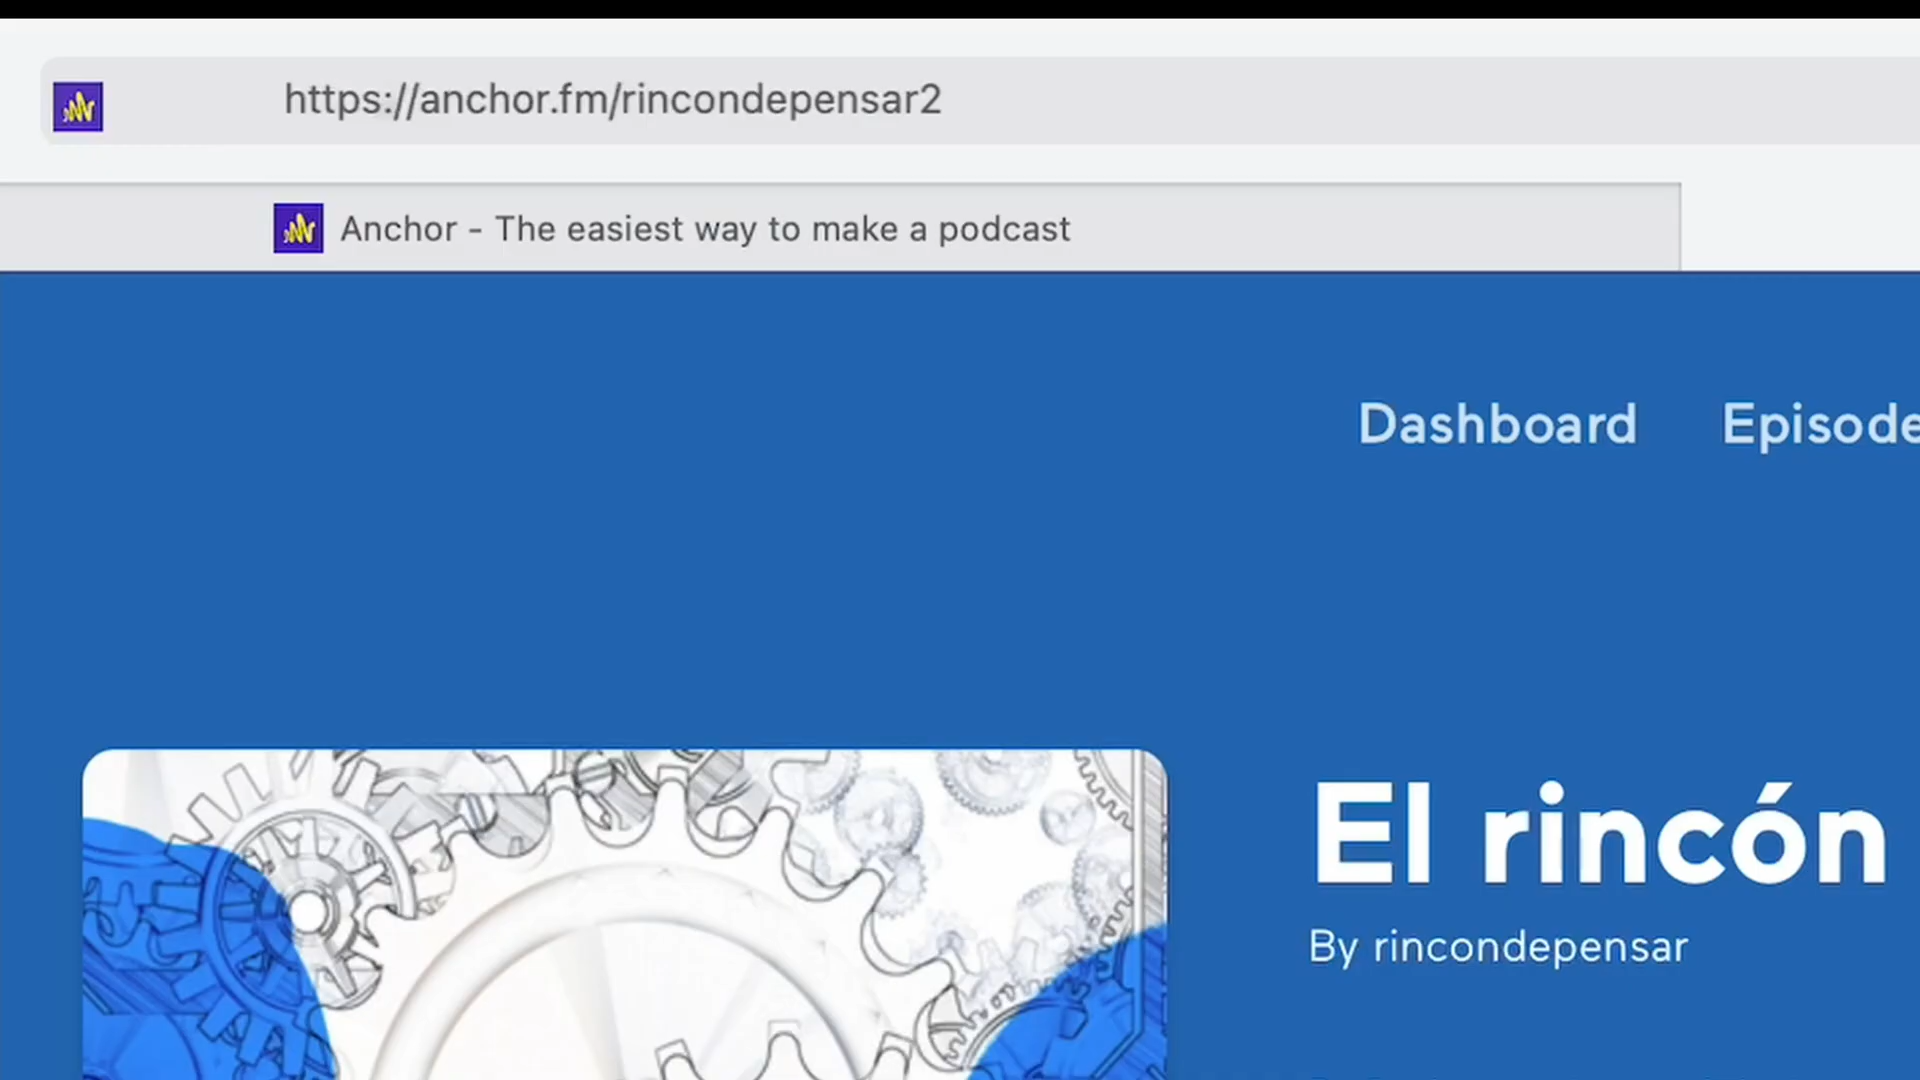 https://anchor.fm/rincondepensar2
Anchor - The easiest way to make a podcast
Dashboard Episode
El rincón
By rincondepensar